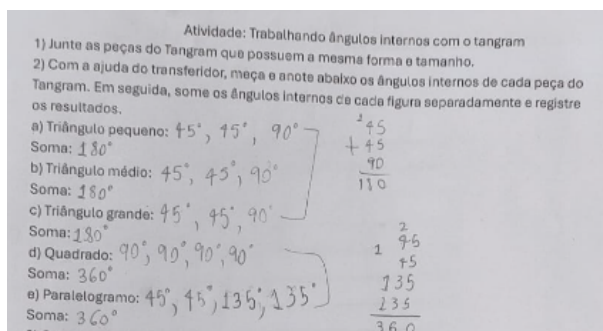 Atividade: Trabalhando ângulos internos com o tangram
1) Junte as peças do Tangram que possuem a mesma forma e tamanho.
2) Com a ajuda do transferidor, meça e anote abaixo os ângulos internos de cada peça do
Tangram. Em seguida, some os ângulos internos de cada figura separadamente e registre
os resultados.
a) Triângulo pequeno: 45°, 45°, 90°
Soma: 180°
b) Triângulo médio: 45°, 45°, 90°
Soma: 180°
c) Triângulo grande: 45°, 45°, 90°
Soma: 180°
d) Quadrado: 90°, 90°, 90°, 90°
Soma: 360°
e) Paralelogramo: 45°, 45°, 135°, 135°
Soma: 360°
1
45
+ 45
90
180
2
1 45
45
135
135
360